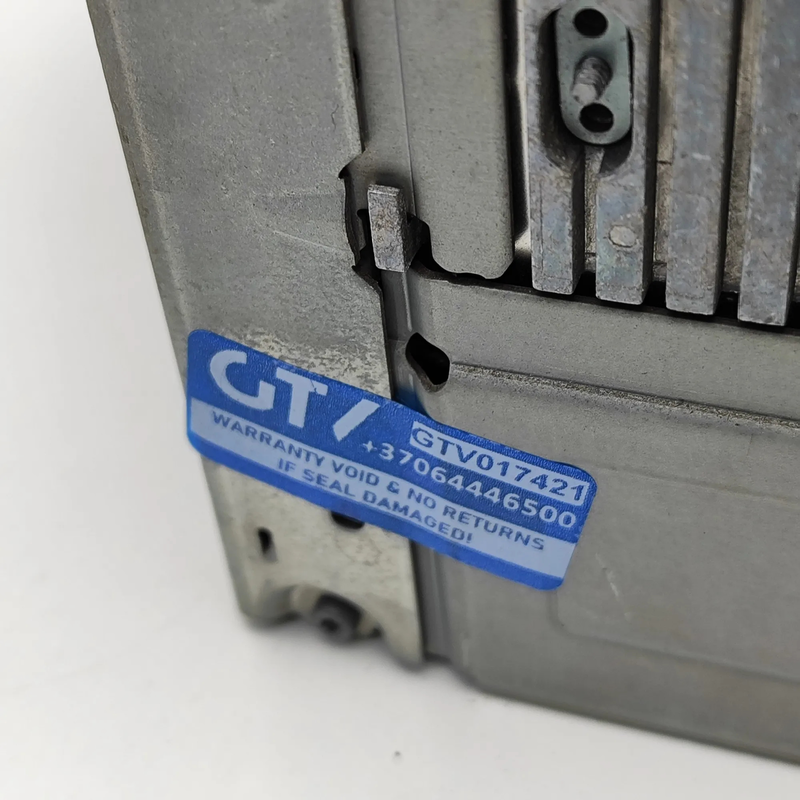 GTV
GTV017421
+37064446500
WARRANTY VOID & NO RETURNS
IF SEAL DAMAGED!